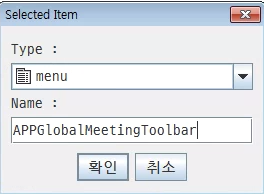 Selected Item
Type :
menu
Name :
APPGlobalMeetingToolbar
확인 취소